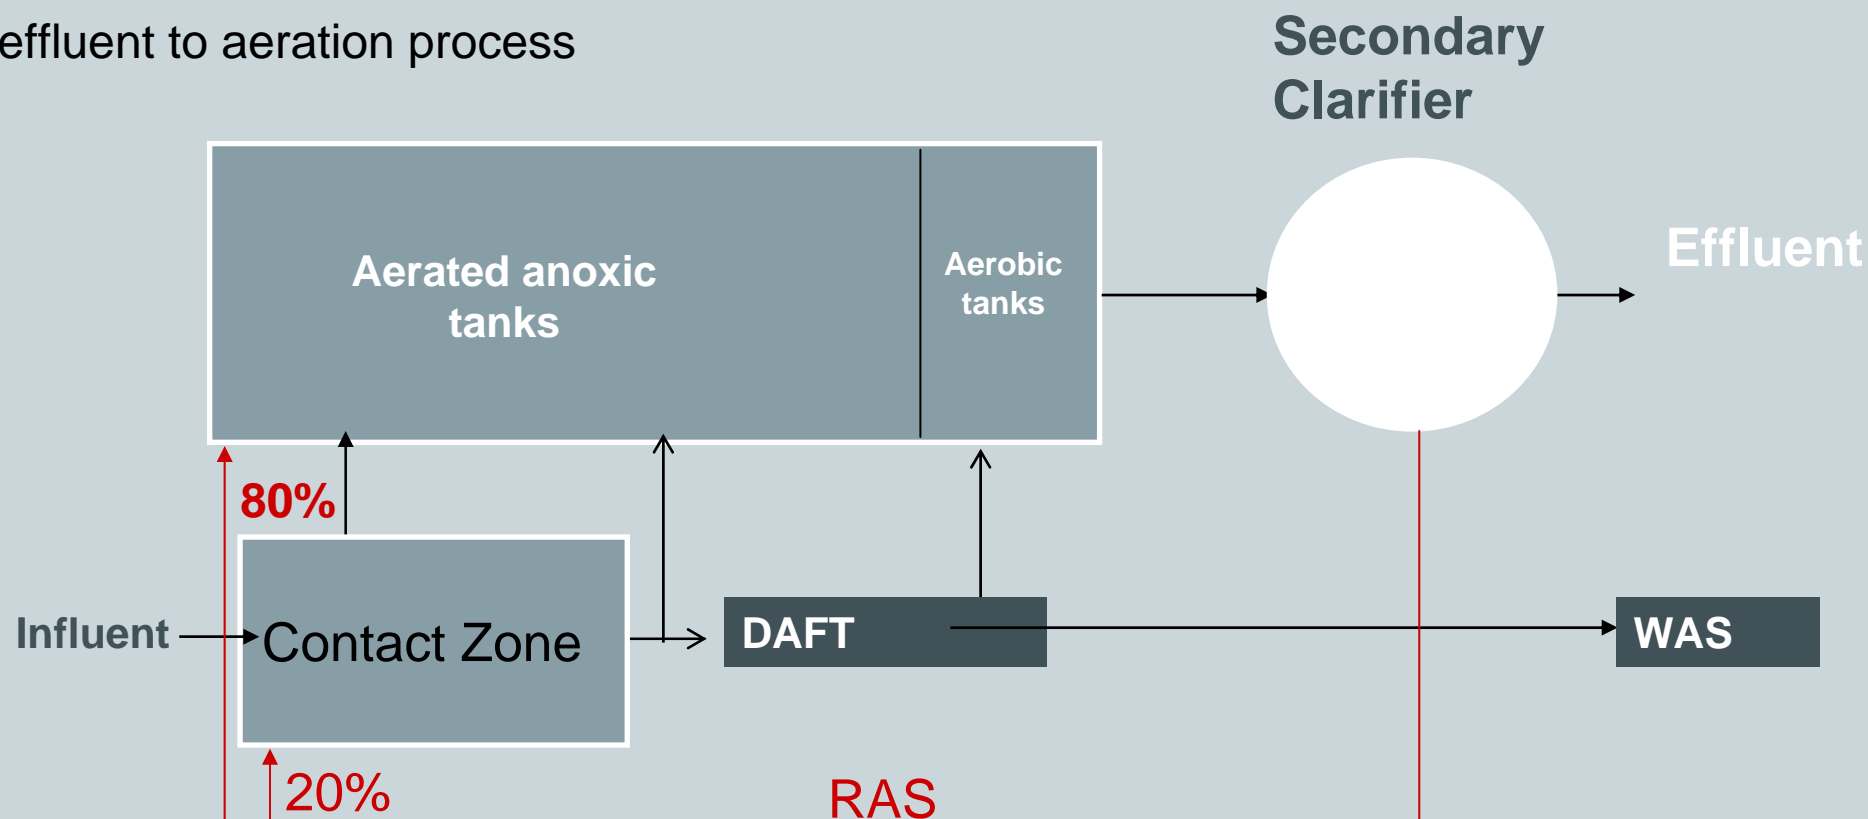 effluent to aeration process
Secondary
Clarifier
Aerated anoxic
tanks
Aerobic
tanks
Effluent
80%
Influent
Contact Zone
DAFT
WAS
20%
RAS